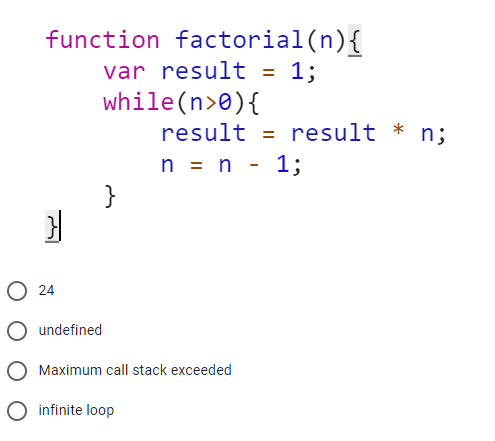 function factorial(n){
var result = 1;
while(n>0){
result = result * n;
n = n - 1;
}
}
24
undefined
Maximum call stack exceeded
infinite loop